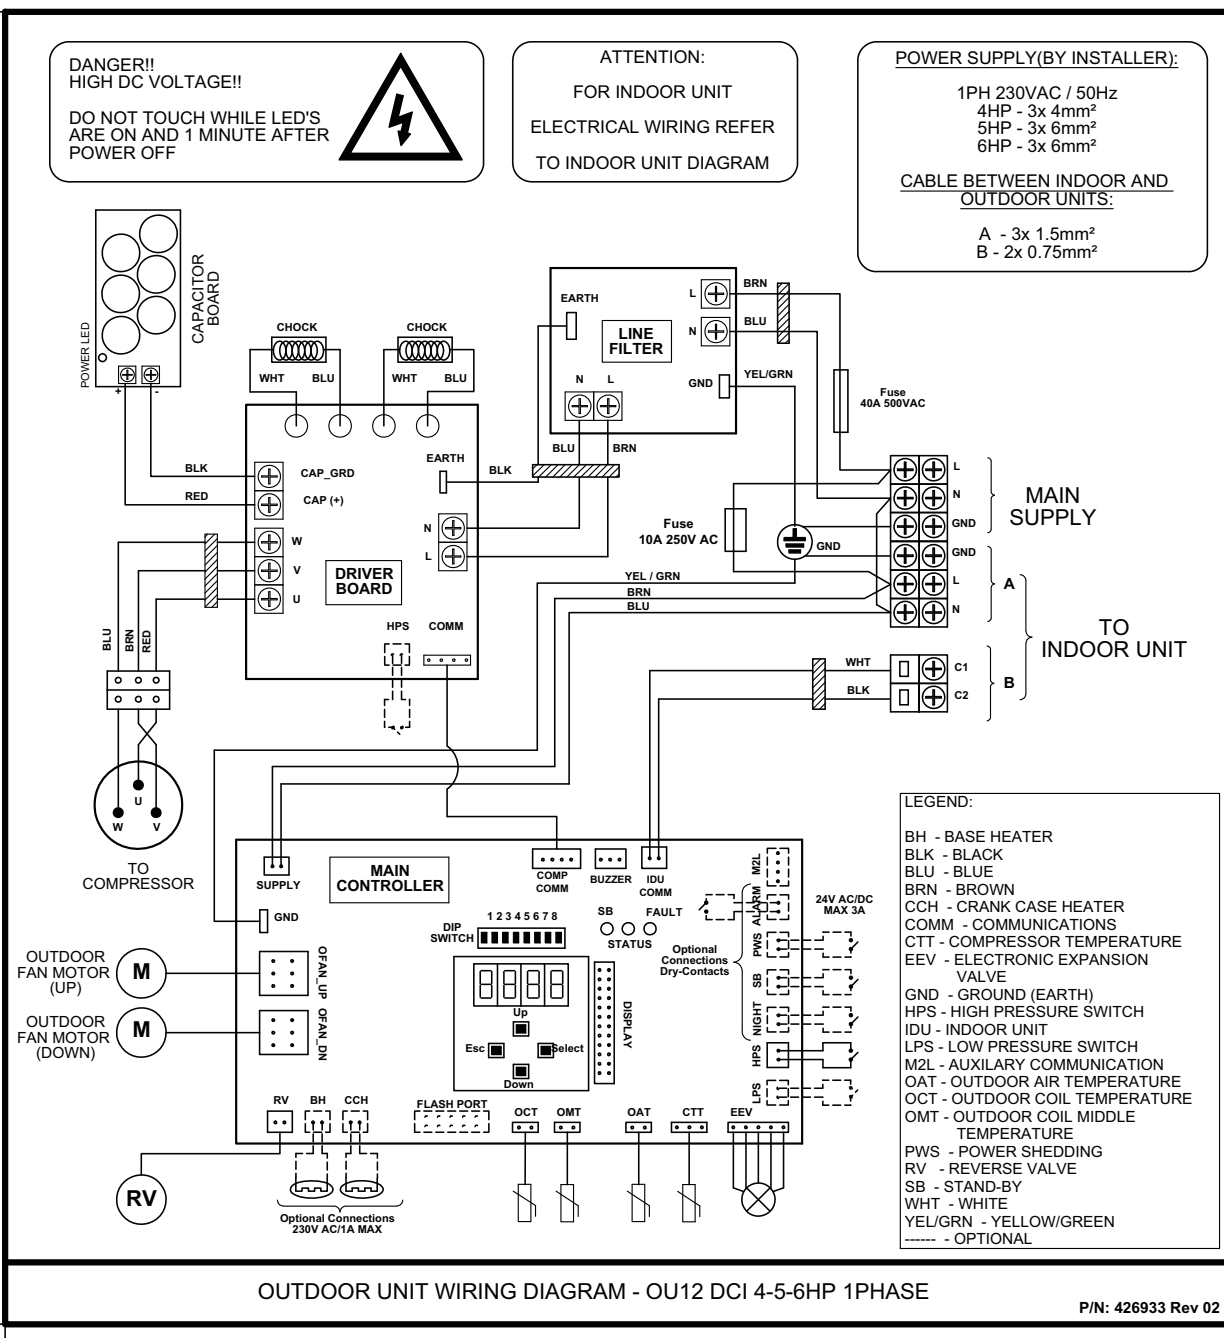 DANGER!!
HIGH DC VOLTAGE!!
DO NOT TOUCH WHILE LED'S
ARE ON AND 1 MINUTE AFTER
POWER OFF
ATTENTION:
FOR INDOOR UNIT
ELECTRICAL WIRING REFER
TO INDOOR UNIT DIAGRAM
POWER SUPPLY(BY INSTALLER):
1PH 230VAC / 50Hz
4HP - 3x 4mm²
5HP - 3x 6mm²
6HP - 3x 6mm²
CABLE BETWEEN INDOOR AND
OUTDOOR UNITS:
A - 3x 1.5mm²
B - 2x 0.75mm²
CAPACITOR
BOARD
POWER LED
+ -
CHOCK
WHT BLU
CHOCK
WHT BLU
BLK
RED
CAP_GRD
CAP (+)
W
V
U
EARTH
N
L
DRIVER
BOARD
HPS COMM
BLK
EARTH
LINE
FILTER
L
N
GND
N L
BLU BRN
BRN
BLU
YEL/GRN
Fuse
40A 500VAC
Fuse
10A 250V AC
GND
L
N
GND
GND
L
N
MAIN
SUPPLY
A
TO
INDOOR UNIT
B
C1
C2
WHT
BLK
YEL / GRN
BRN
BLU
BLU
BRN
RED
U
W V
TO
COMPRESSOR
MAIN
CONTROLLER
SUPPLY
GND
COMP
COMM
BUZZER
IDU
COMM
M2L
ALARM
PWS
SB
NIGHT
HPS
LPS
24V AC/DC
MAX 3A
SB FAULT
STATUS
Optional
Connections
Dry-Contacts
DIP
SWITCH
1 2 3 4 5 6 7 8
8888
Up
Esc Select
Down
DISPLAY
OUTDOOR
FAN MOTOR
(UP)
M
OFAN_UP
OUTDOOR
FAN MOTOR
(DOWN)
M
OFAN_DN
RV BH CCH
FLASH PORT
OCT OMT OAT CTT EEV
RV
Optional Connections
230V AC/1A MAX
LEGEND:
BH - BASE HEATER
BLK - BLACK
BLU - BLUE
BRN - BROWN
CCH - CRANK CASE HEATER
COMM - COMMUNICATIONS
CTT - COMPRESSOR TEMPERATURE
EEV - ELECTRONIC EXPANSION
VALVE
GND - GROUND (EARTH)
HPS - HIGH PRESSURE SWITCH
IDU - INDOOR UNIT
LPS - LOW PRESSURE SWITCH
M2L - AUXILARY COMMUNICATION
OAT - OUTDOOR AIR TEMPERATURE
OCT - OUTDOOR COIL TEMPERATURE
OMT - OUTDOOR COIL MIDDLE
TEMPERATURE
PWS - POWER SHEDDING
RV - REVERSE VALVE
SB - STAND-BY
WHT - WHITE
YEL/GRN - YELLOW/GREEN
------ - OPTIONAL
OUTDOOR UNIT WIRING DIAGRAM - OU12 DCI 4-5-6HP 1PHASE
P/N: 426933 Rev 02